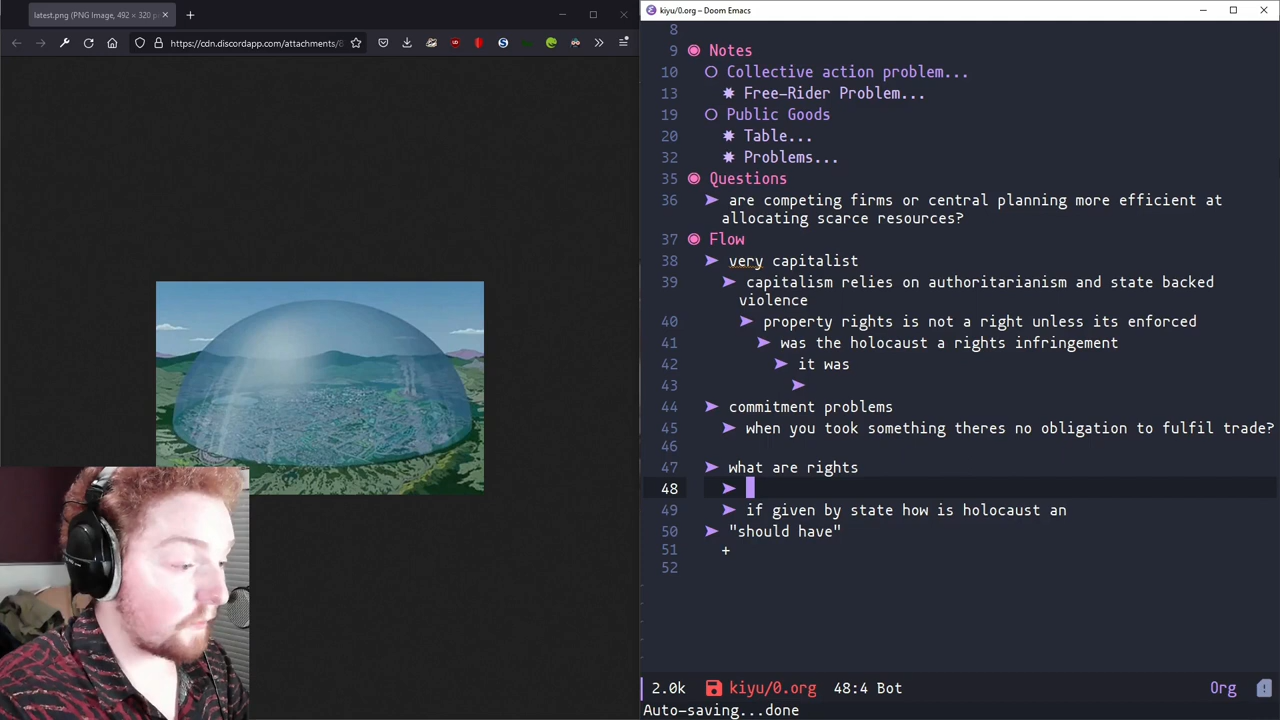 latest.png (PNG Image, 492 × 320 p
https://cdn.discordapp.com/attachments/8
kiyu/0.org – Doom Emacs
8
9 Notes
10 Collective action problem...
13 Free-Rider Problem...
19 Public Goods
20 Table...
32 Problems...
35 Questions
36 are competing firms or central planning more efficient at
allocating scarce resources?
37 Flow
38 very capitalist
39 capitalism relies on authoritarianism and state backed
violence
40 property rights is not a right unless its enforced
41 was the holocaust a rights infringement
42 it was
43
44 commitment problems
45 when you took something theres no obligation to fulfil trade?
46
47 what are rights
48
49 if given by state how is holocaust an
50 "should have"
51 +
52
2.0k kiyu/0.org 48:4 Bot Org
Auto-saving...done